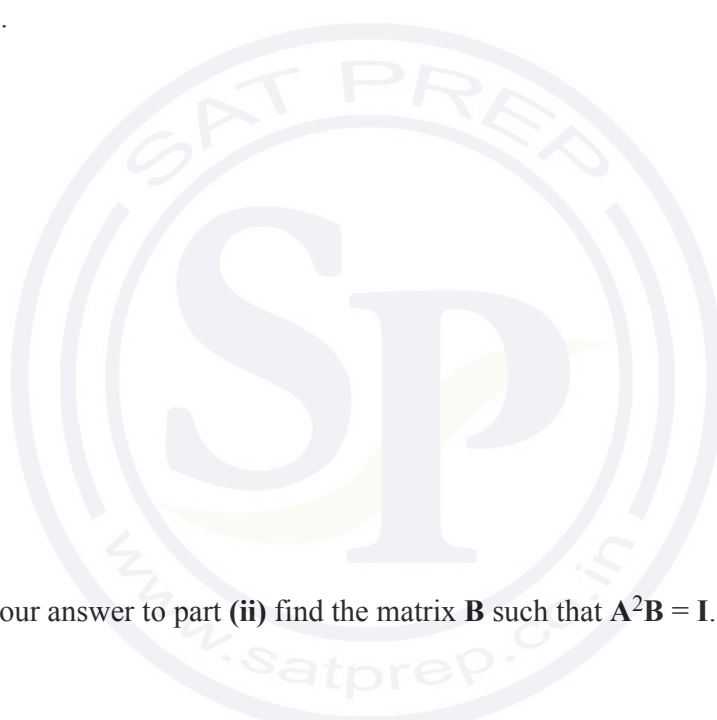 .
SAT PREP
SP
our answer to part (ii) find the matrix B such that A²B = I.
www.satprep.co.in